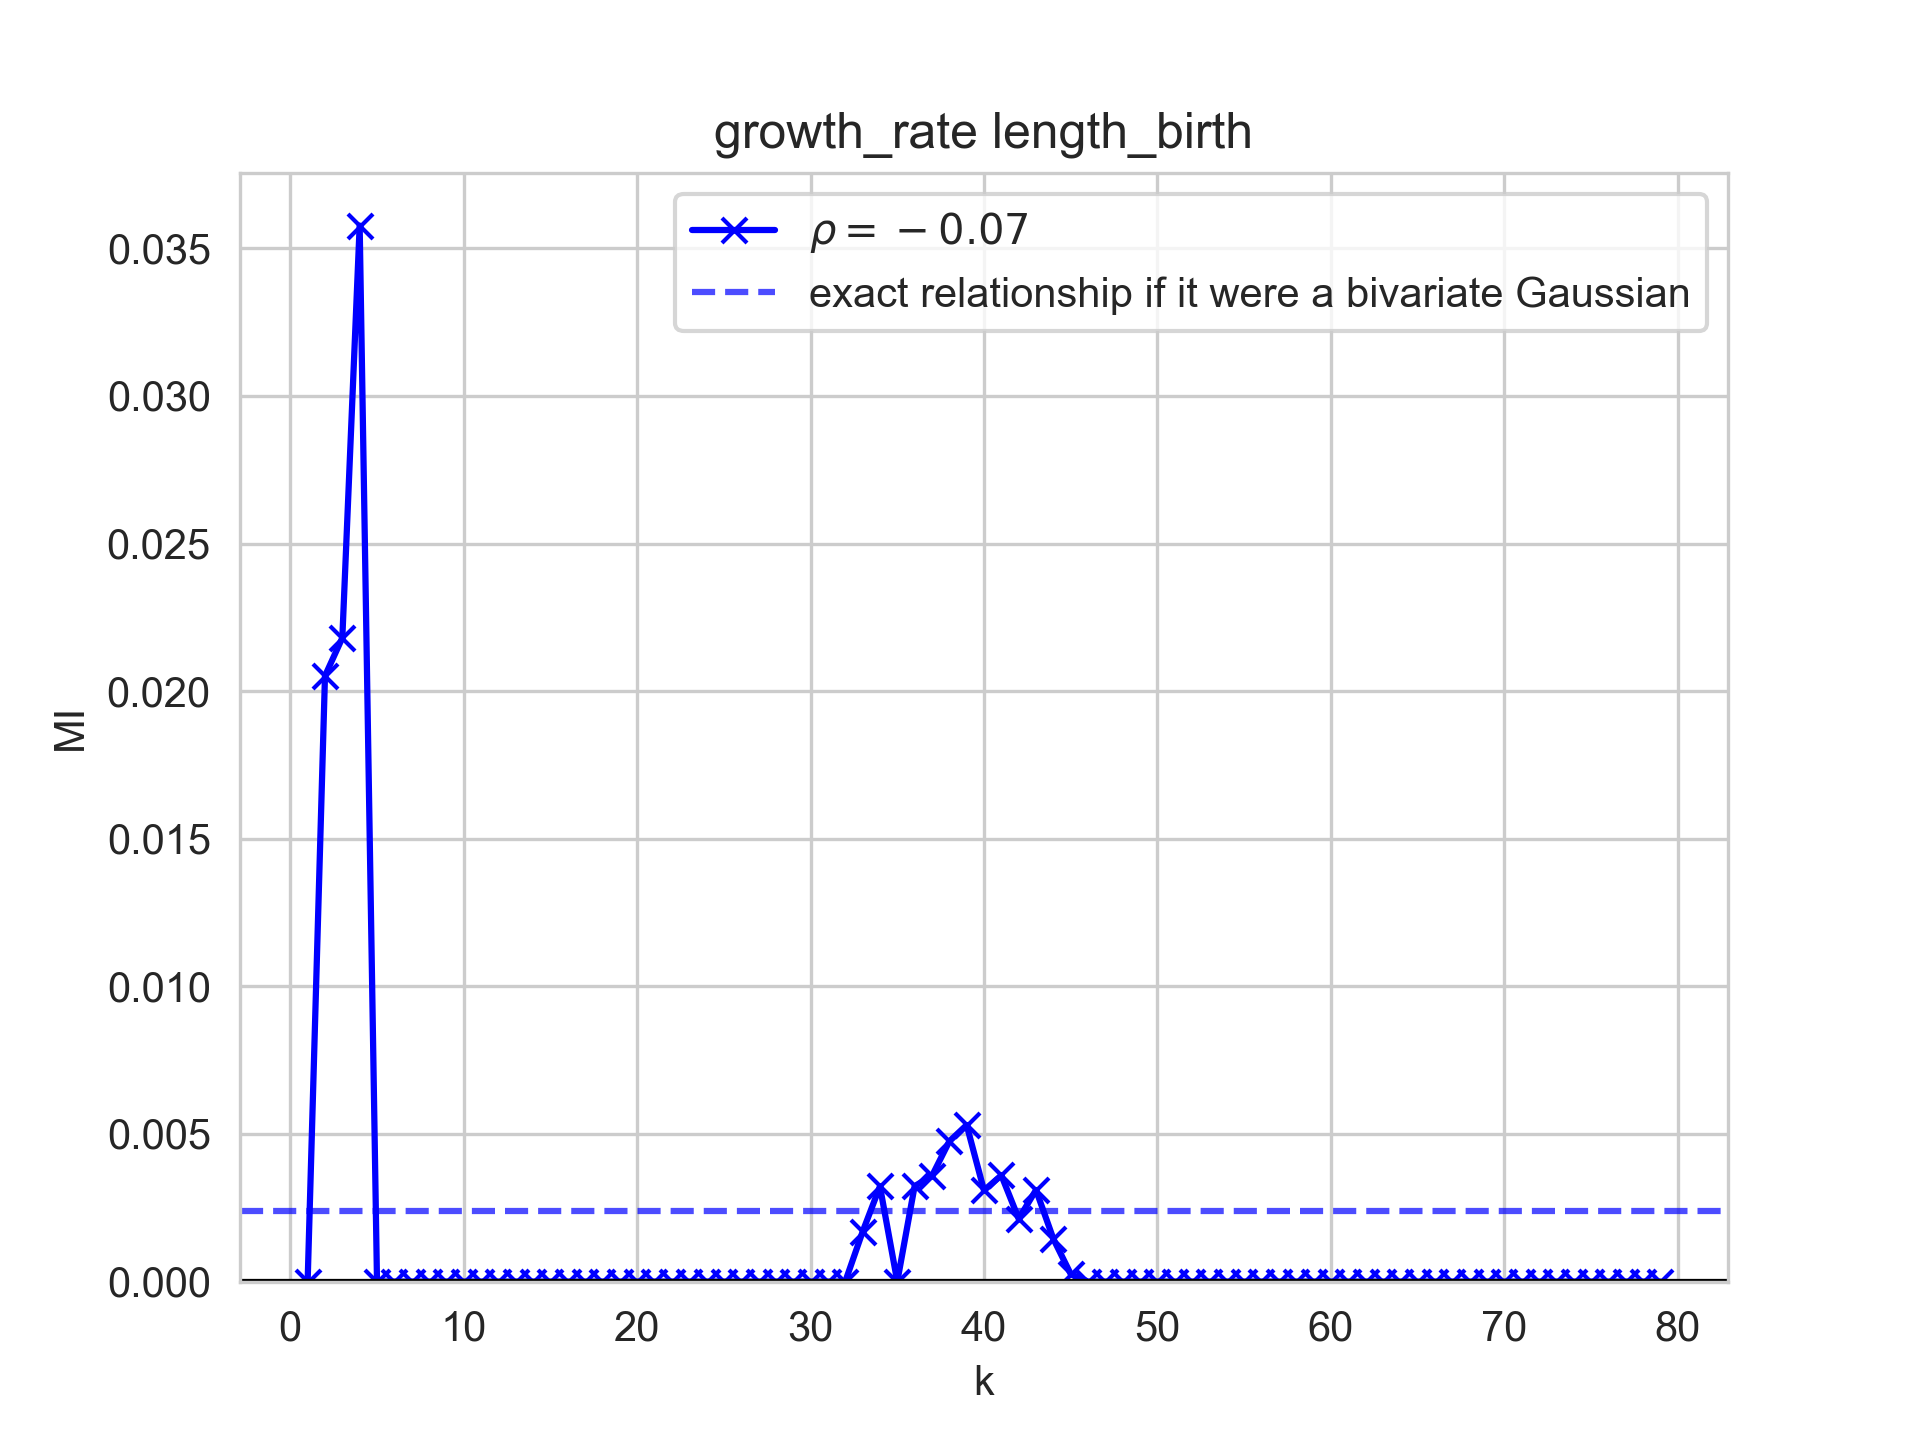 growth_rate length_birth
ρ = − 0.07
exact relationship if it were a bivariate Gaussian
MI
0.035
0.030
0.025
0.020
0.015
0.010
0.005
0.000
0 10 20 30 40 50 60 70 80
k